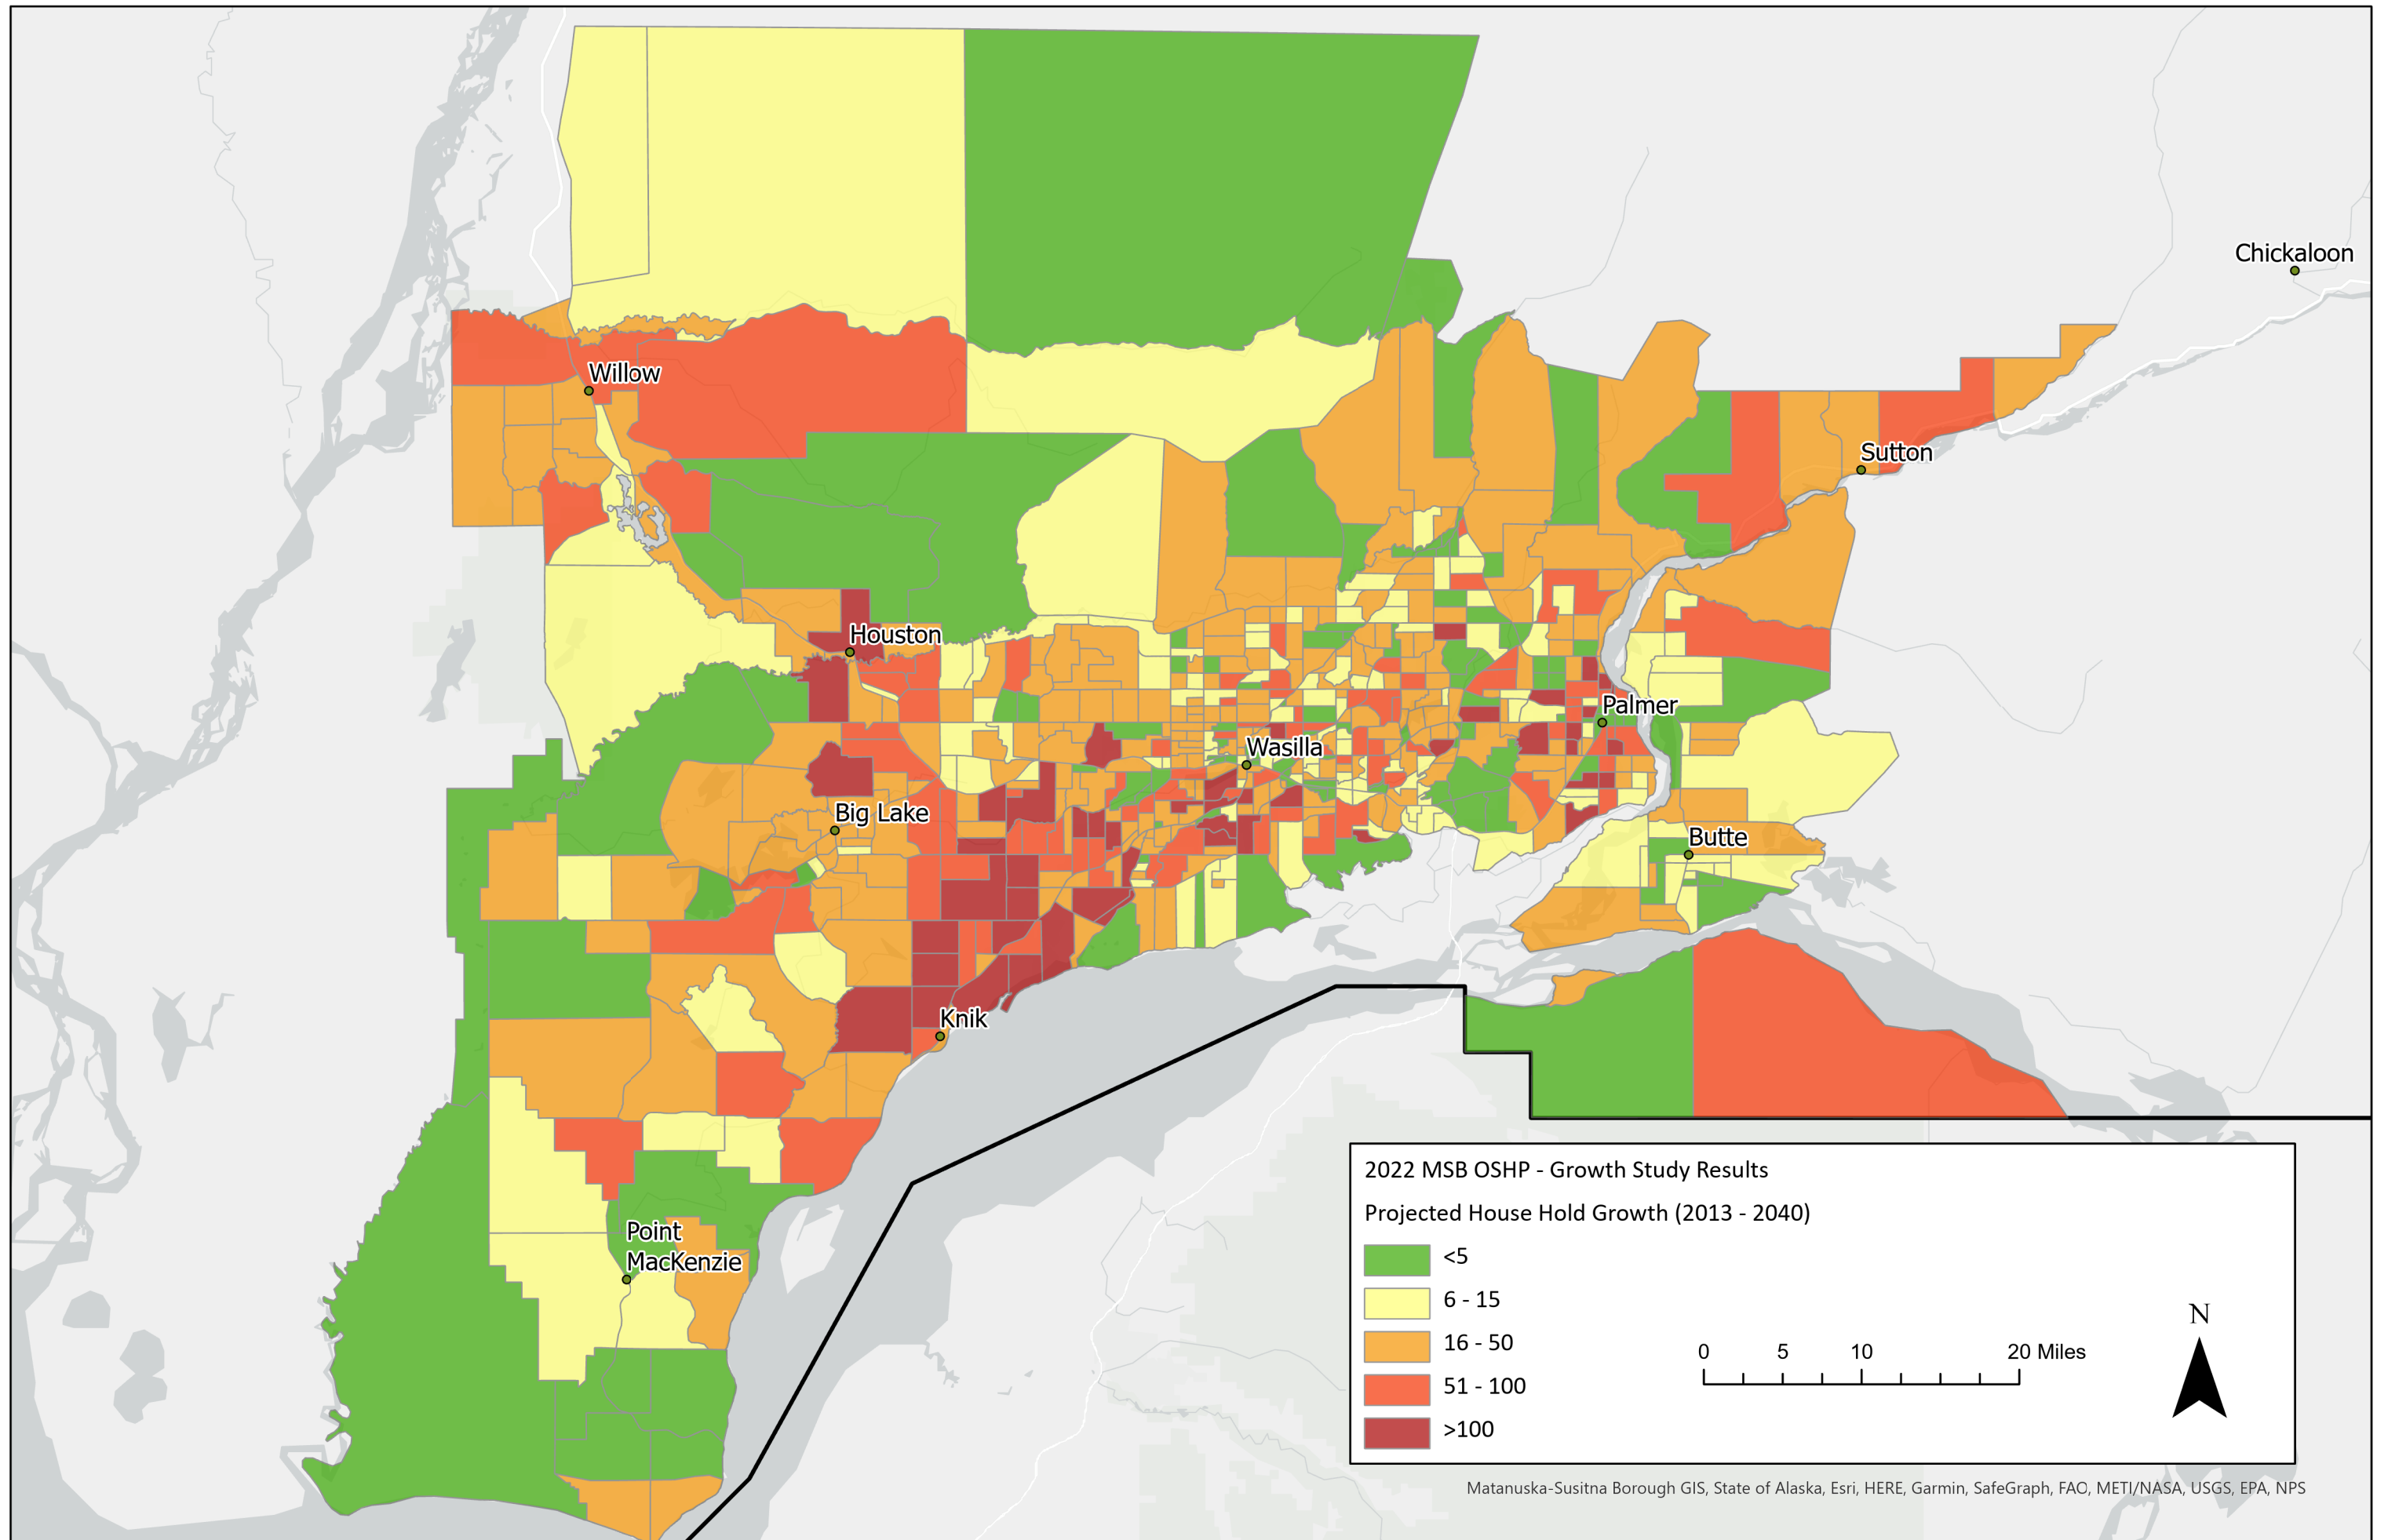 Chickaloon
Willow
Sutton
Houston
Palmer
Wasilla
Big Lake
Butte
Knik
Point
MacKenzie
2022 MSB OSHP - Growth Study Results
Projected House Hold Growth (2013 - 2040)
<5
6 - 15
16 - 50
51 - 100
>100
N
0 5 10 20 Miles
Matanuska-Susitna Borough GIS, State of Alaska, Esri, HERE, Garmin, SafeGraph, FAO, METI/NASA, USGS, EPA, NPS